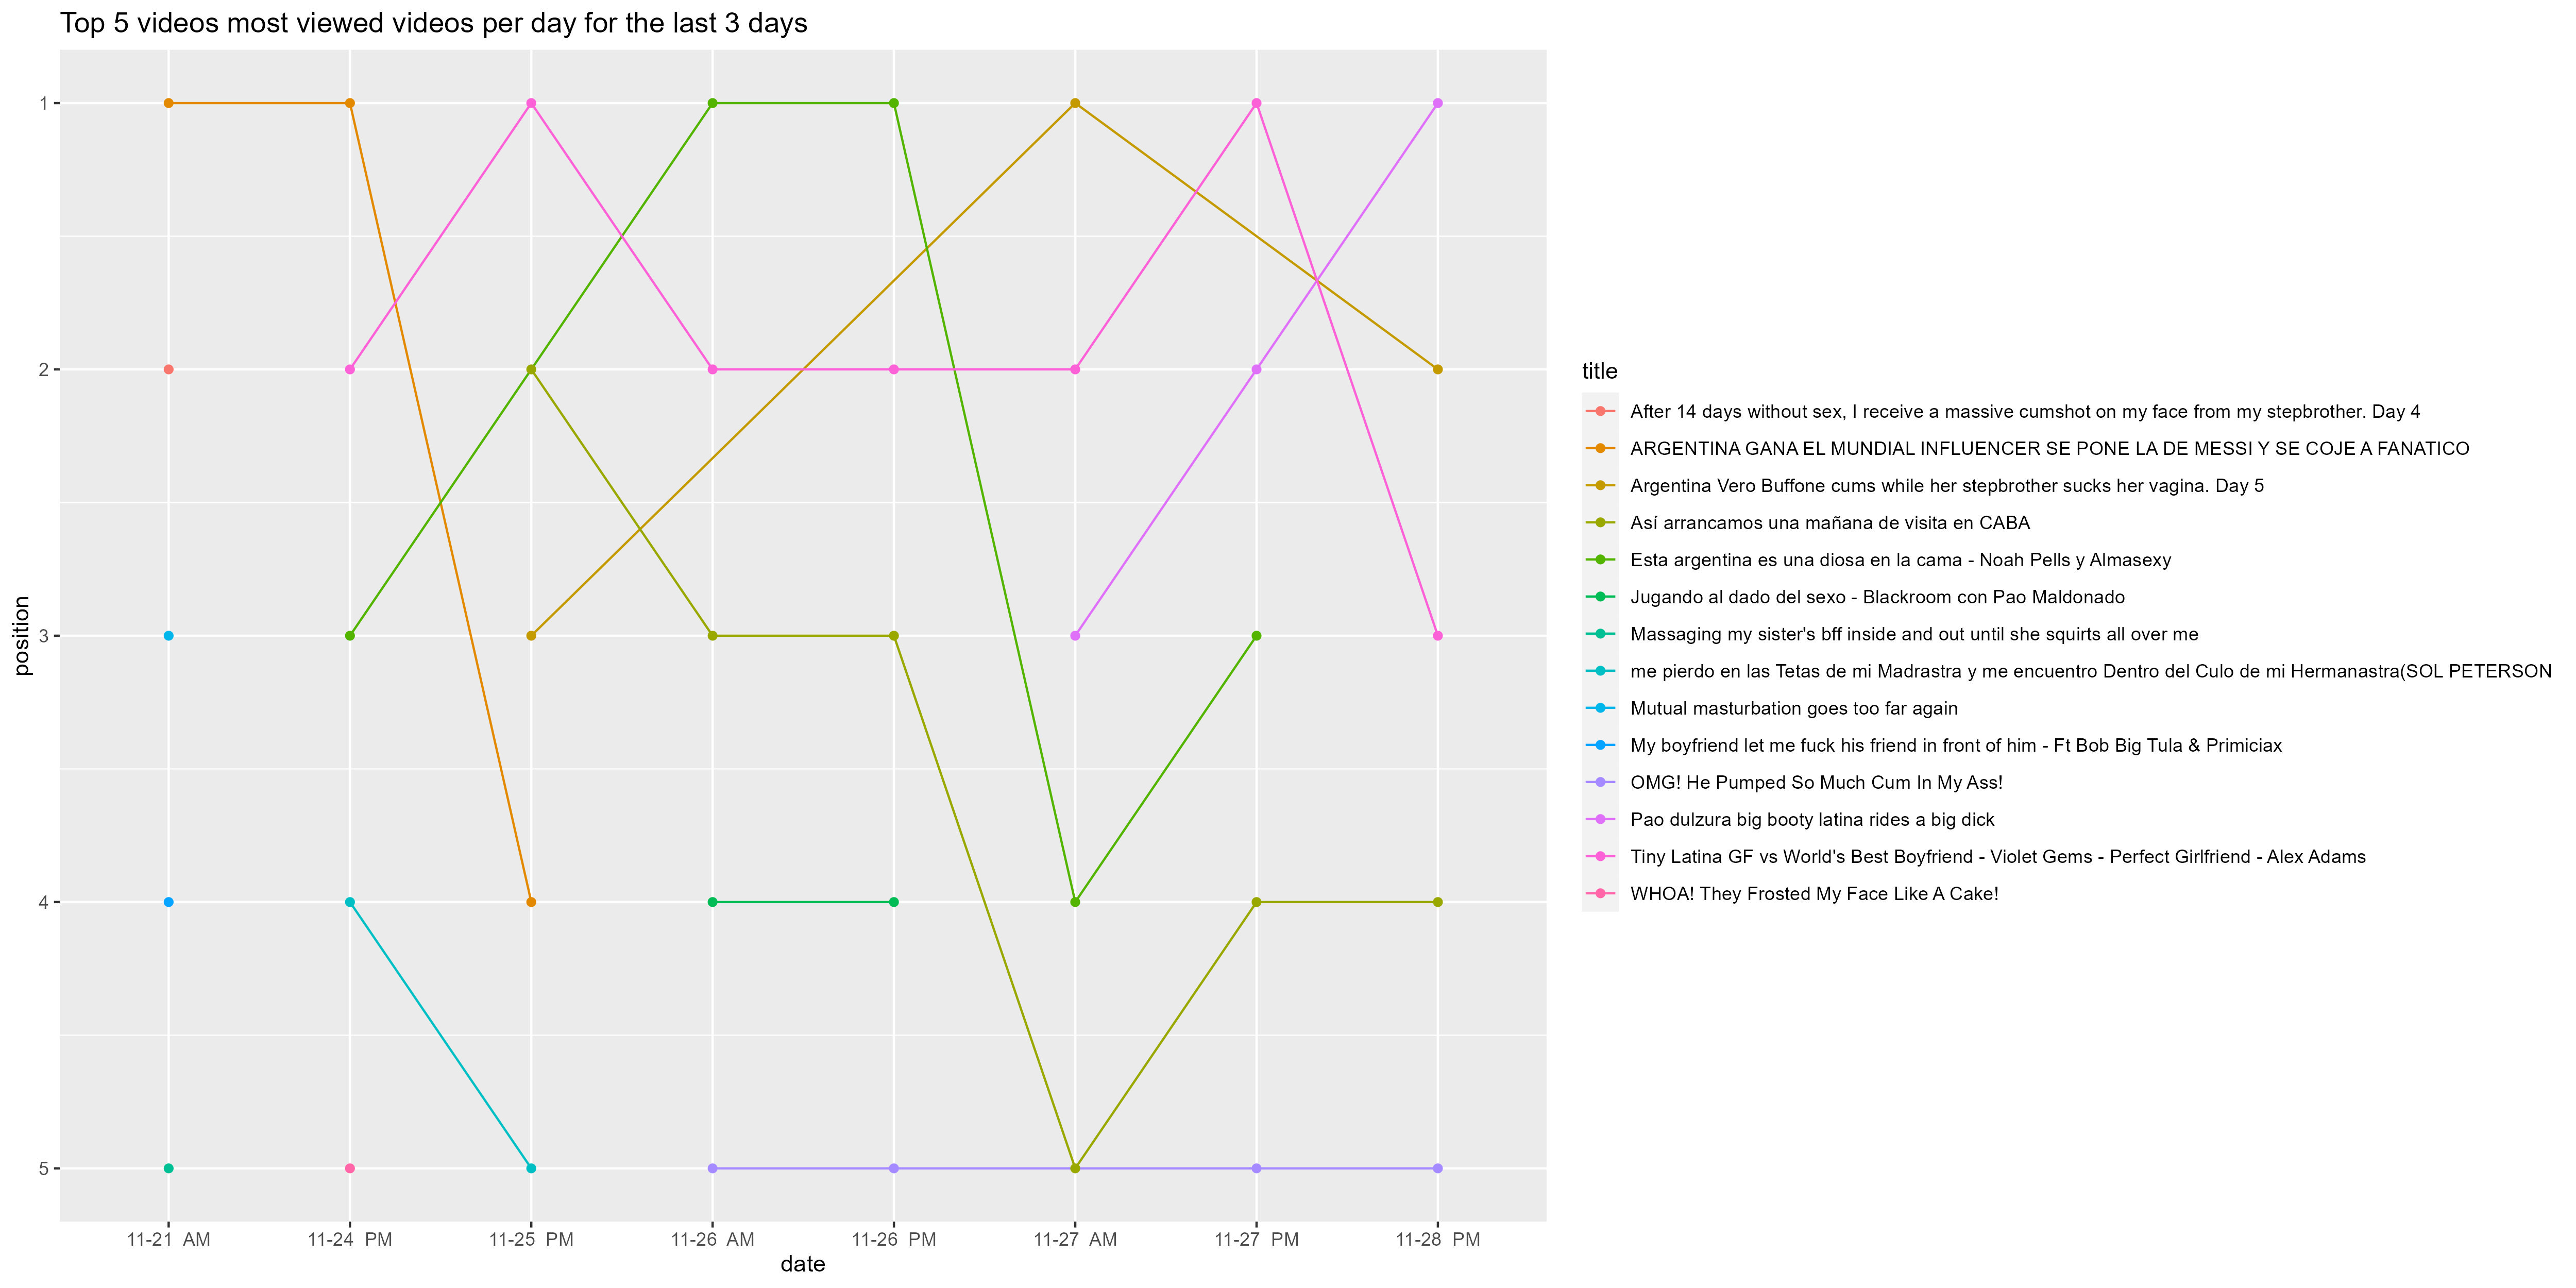 Top 5 videos most viewed videos per day for the last 3 days
position
1
2
3
4
5
11-21 AM
11-24 PM
11-25 PM
11-26 AM
11-26 PM
11-27 AM
11-27 PM
11-28 PM
date
title
After 14 days without sex, I receive a massive cumshot on my face from my stepbrother. Day 4
ARGENTINA GANA EL MUNDIAL INFLUENCER SE PONE LA DE MESSI Y SE COJE A FANATICO
Argentina Vero Buffone cums while her stepbrother sucks her vagina. Day 5
Así arrancamos una mañana de visita en CABA
Esta argentina es una diosa en la cama - Noah Pells y Almasexy
Jugando al dado del sexo - Blackroom con Pao Maldonado
Massaging my sister's bff inside and out until she squirts all over me
me pierdo en las Tetas de mi Madrastra y me encuentro Dentro del Culo de mi Hermanastra(SOL PETERSON
Mutual masturbation goes too far again
My boyfriend let me fuck his friend in front of him - Ft Bob Big Tula & Primiciax
OMG! He Pumped So Much Cum In My Ass!
Pao dulzura big booty latina rides a big dick
Tiny Latina GF vs World's Best Boyfriend - Violet Gems - Perfect Girlfriend - Alex Adams
WHOA! They Frosted My Face Like A Cake!